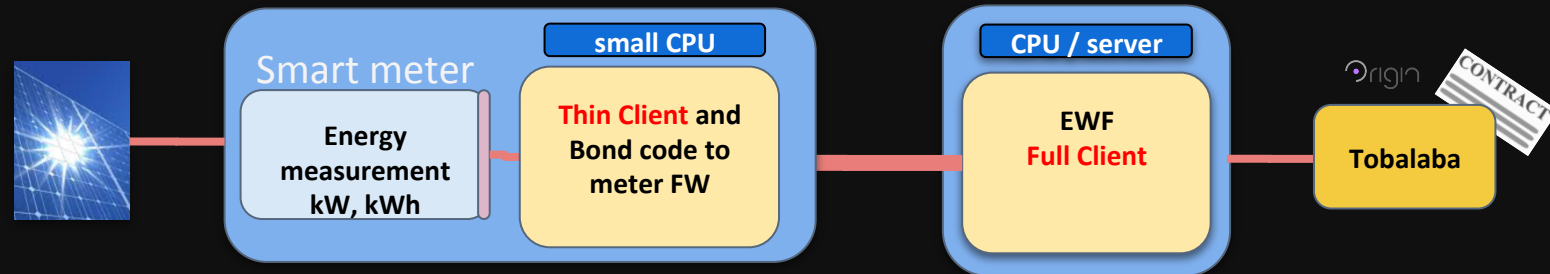 Smart meter
Energy
measurement
kW, kWh
small CPU
Thin Client and
Bond code to
meter FW
CPU / server
EWF
Full Client
Origin
CONTRACT
Tobalaba